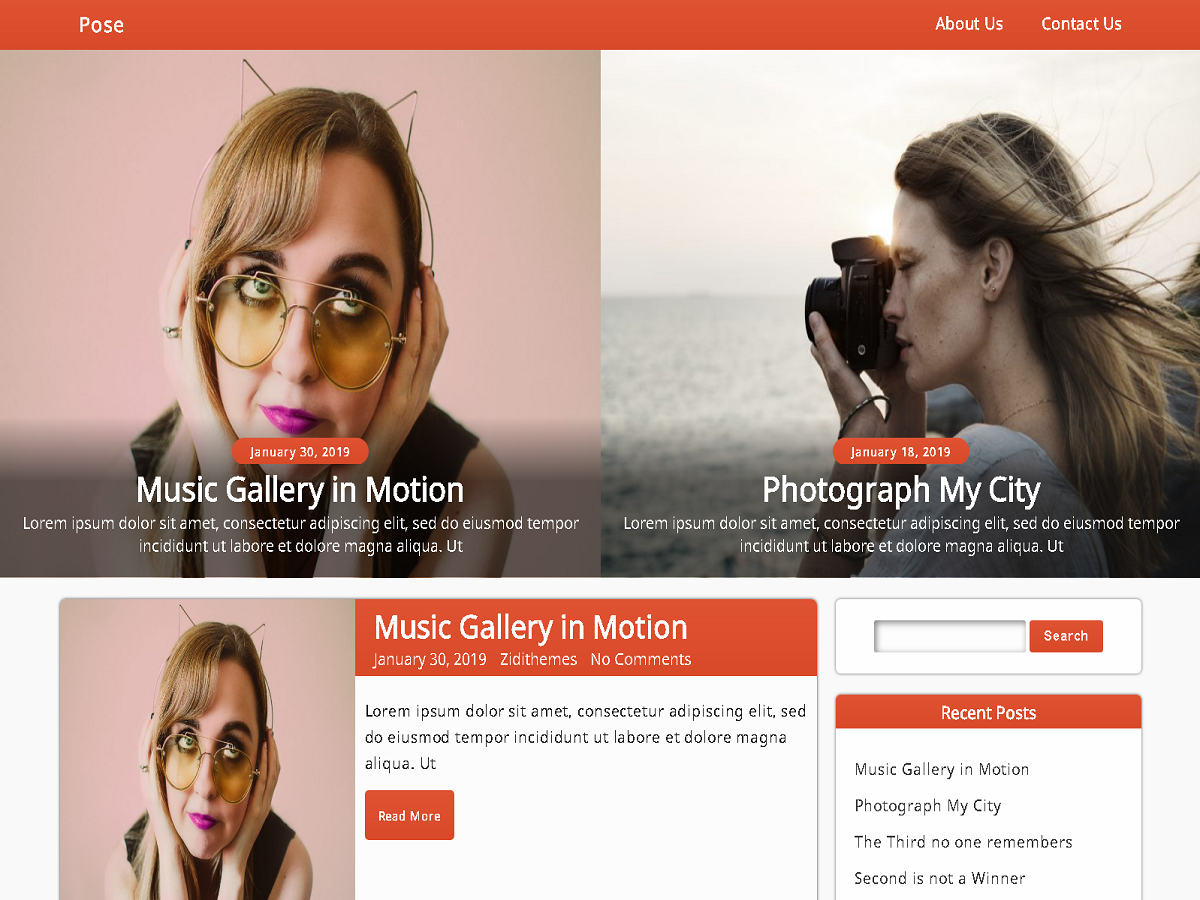 Pose
About Us
Contact Us
January 30, 2019
Music Gallery in Motion
Lorem ipsum dolor sit amet, consectetur adipiscing elit, sed do eiusmod tempor
incididunt ut labore et dolore magna aliqua. Ut
January 18, 2019
Photograph My City
Lorem ipsum dolor sit amet, consectetur adipiscing elit, sed do eiusmod tempor
incididunt ut labore et dolore magna aliqua. Ut
Music Gallery in Motion
January 30, 2019 Zidithemes No Comments
Lorem ipsum dolor sit amet, consectetur adipiscing elit, sed
do eiusmod tempor incididunt ut labore et dolore magna
aliqua. Ut
Read More
Search
Recent Posts
Music Gallery in Motion
Photograph My City
The Third no one remembers
Second is not a Winner